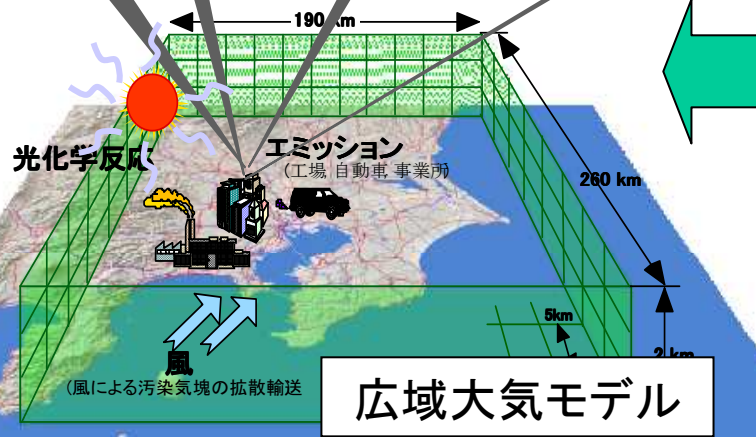 190 km
光化学反応
エミッション
(工場 自動車 事業所)
260 km
5km
2 km
風
(風による汚染気塊の拡散輸送
広域大気モデル